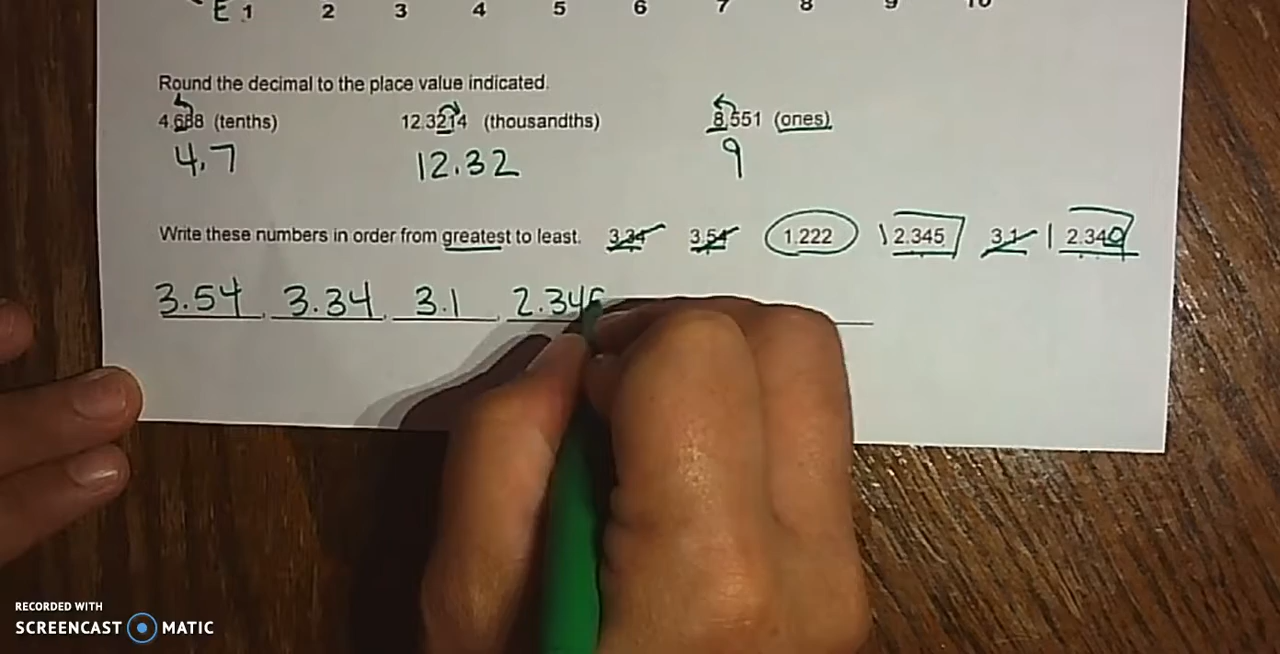 E 1 2 3 4 5 6 7 8 9 10
Round the decimal to the place value indicated.
4.688 (tenths) 12.3214 (thousandths) 8.551 (ones)
4.7 12.32 9
Write these numbers in order from greatest to least. 3.34 3.54 1.222 2.345 3.1 2.340
3.54 3.34 3.1 2.345
RECORDED WITH
SCREENCAST MATIC